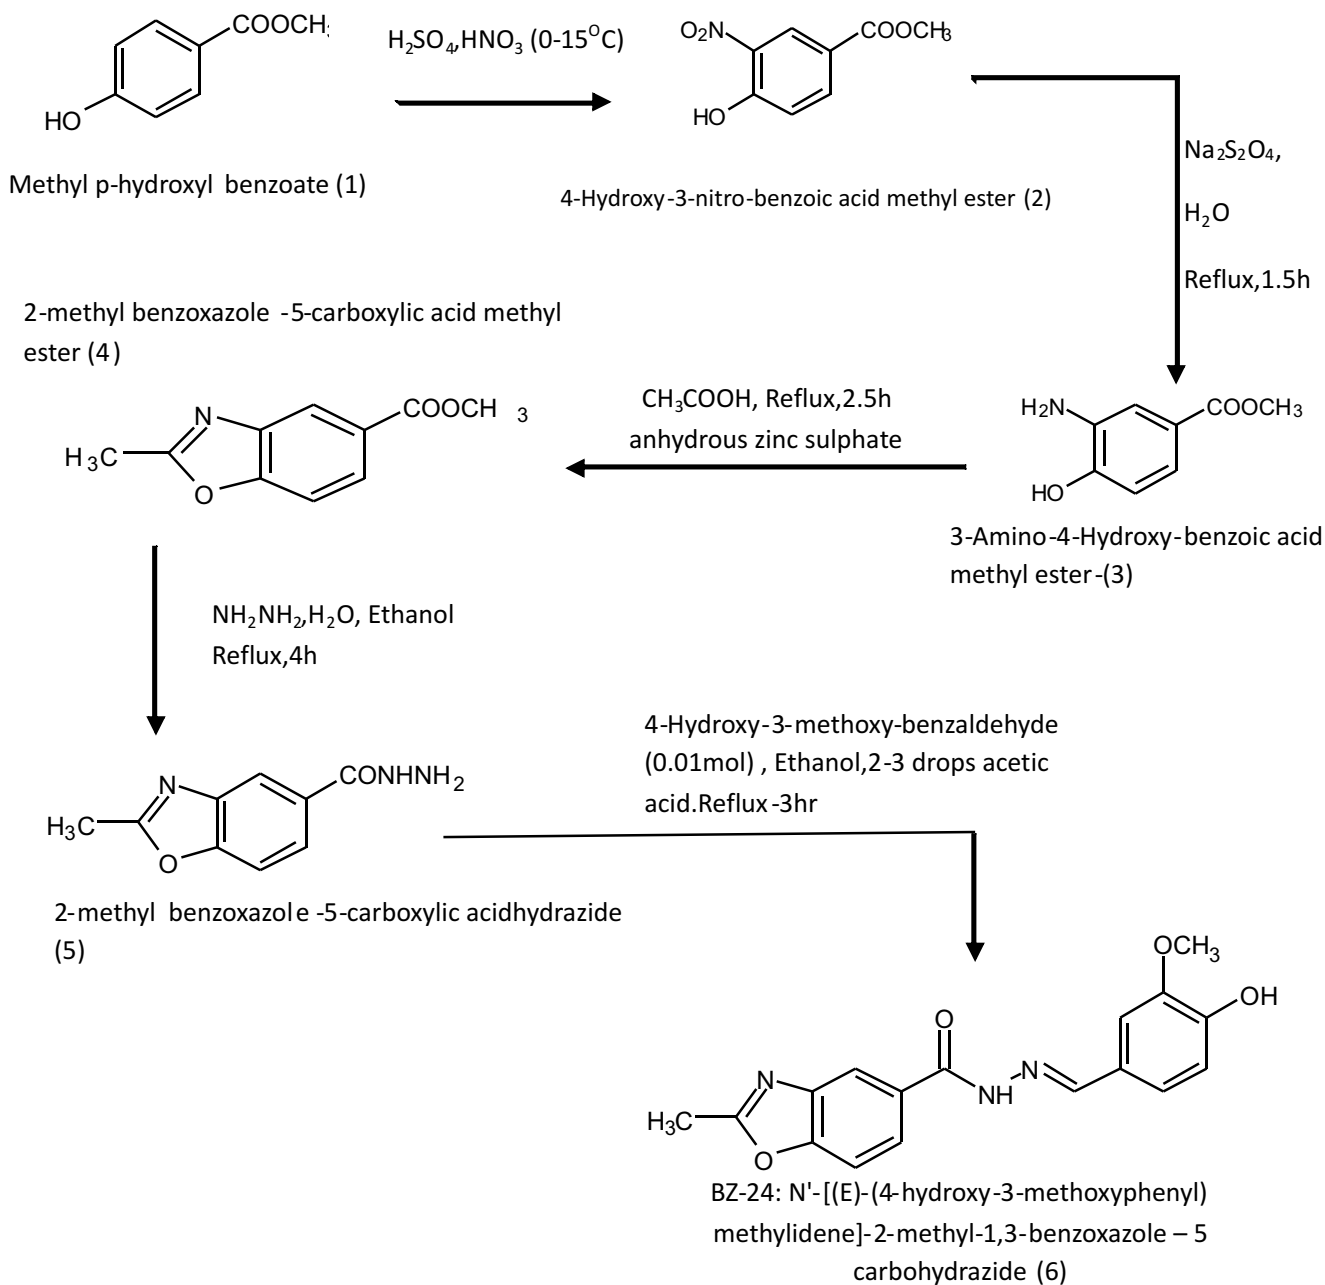 COOCH3
HO
Methyl p-hydroxyl benzoate (1)
H2SO4,HNO3 (0-15OC)
O2N
COOCH3
HO
4-Hydroxy-3-nitro-benzoic acid methyl ester (2)
Na2S2O4,
H2O
Reflux,1.5h
H2N
COOCH3
HO
3-Amino-4-Hydroxy-benzoic acid
methyl ester-(3)
CH3COOH, Reflux,2.5h
anhydrous zinc sulphate
2-methyl benzoxazole -5-carboxylic acid methyl
ester (4)
N
COOCH 3
H3C
O
NH2NH2,H2O, Ethanol
Reflux,4h
N
CONHNH2
H3C
O
2-methyl benzoxazole -5-carboxylic acidhydrazide
(5)
4-Hydroxy-3-methoxy-benzaldehyde
(0.01mol) , Ethanol,2-3 drops acetic
acid.Reflux -3hr
OCH3
OH
O
N
NH
N
H3C
O
BZ-24: N'-[(E)-(4-hydroxy-3-methoxyphenyl)
methylidene]-2-methyl-1,3-benzoxazole – 5
carbohydrazide (6)